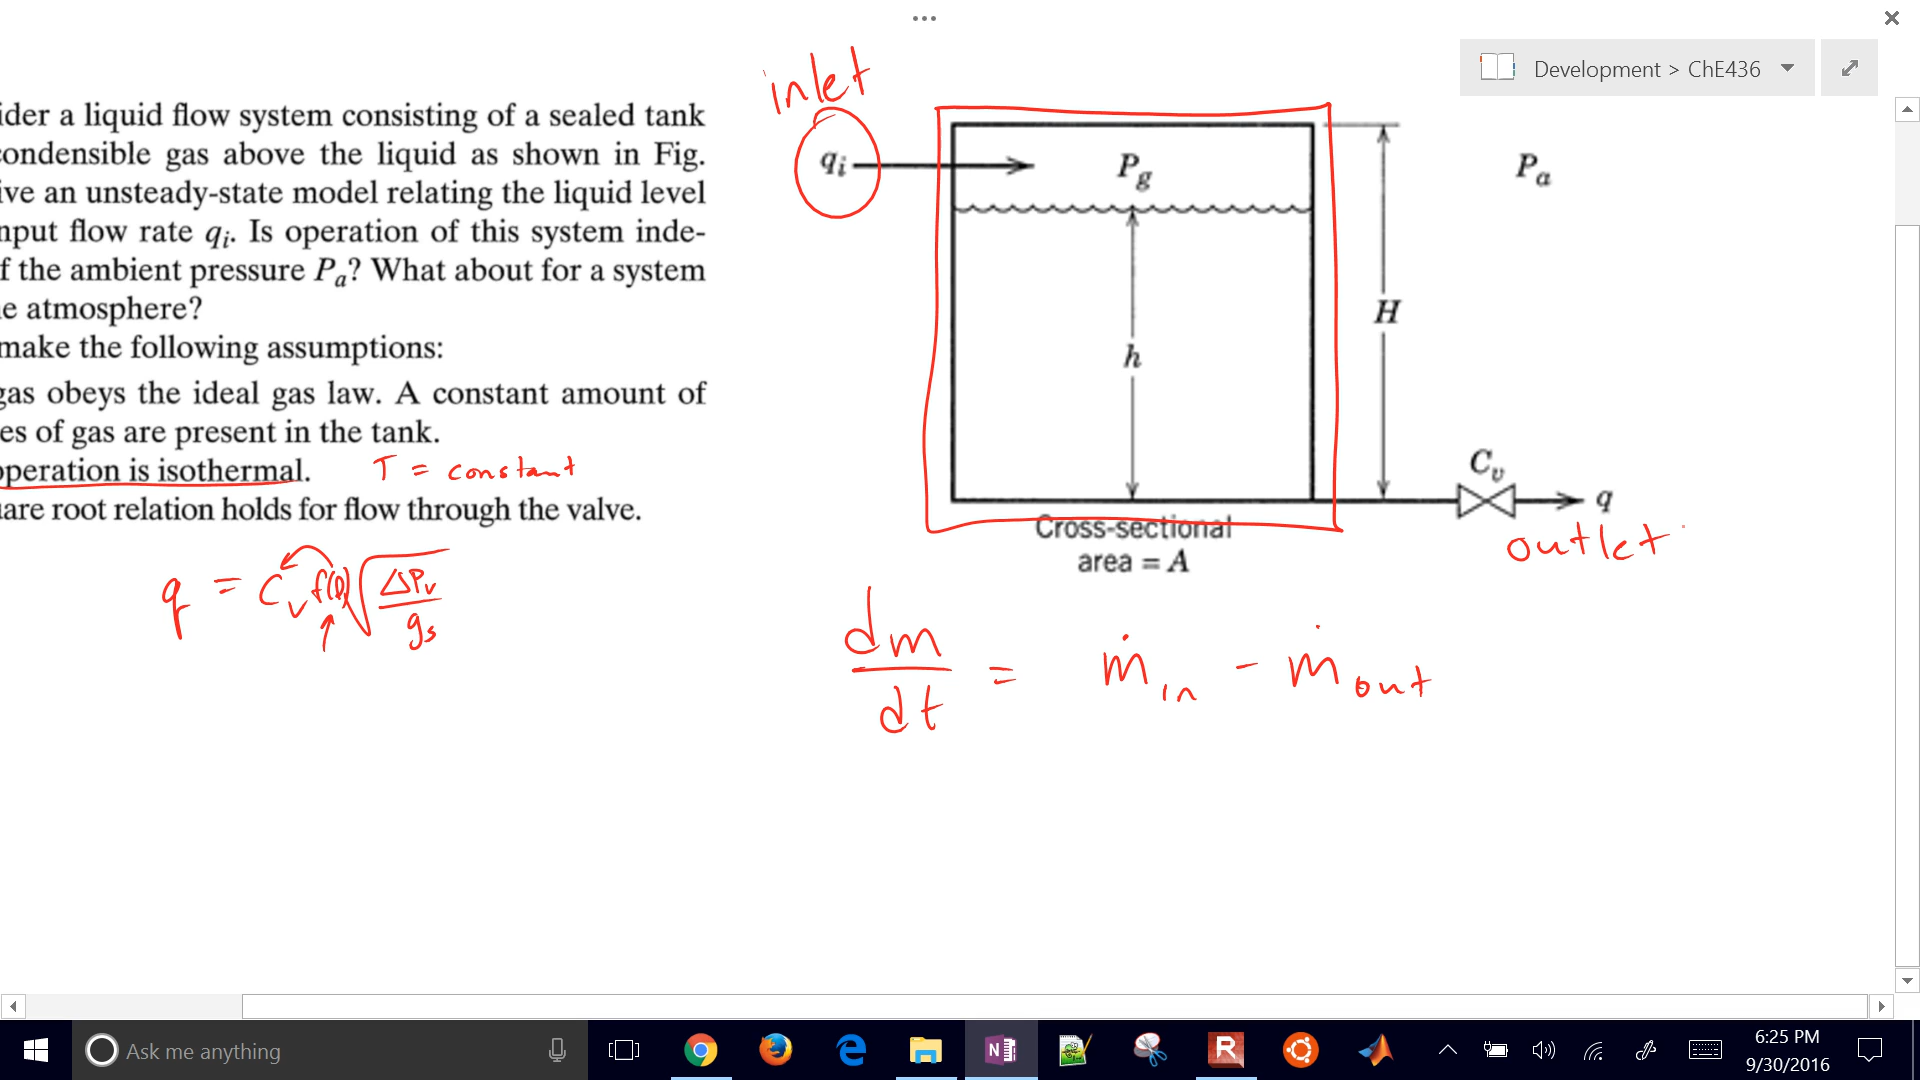 Development > ChE436
inlet
ider a liquid flow system consisting of a sealed tank
condensible gas above the liquid as shown in Fig.
ive an unsteady-state model relating the liquid level
nput flow rate qi. Is operation of this system inde-
f the ambient pressure Pa? What about for a system
e atmosphere?
make the following assumptions:
gas obeys the ideal gas law. A constant amount of
es of gas are present in the tank.
operation is isothermal. T = constant
uare root relation holds for flow through the valve.
q = Cv f(l) √ΔPv/gs
qi
Pg
Pa
h
H
Cv
q
outlet
Cross-sectional
area = A
dm/dt = ṁin - ṁout
Ask me anything
6:25 PM
9/30/2016